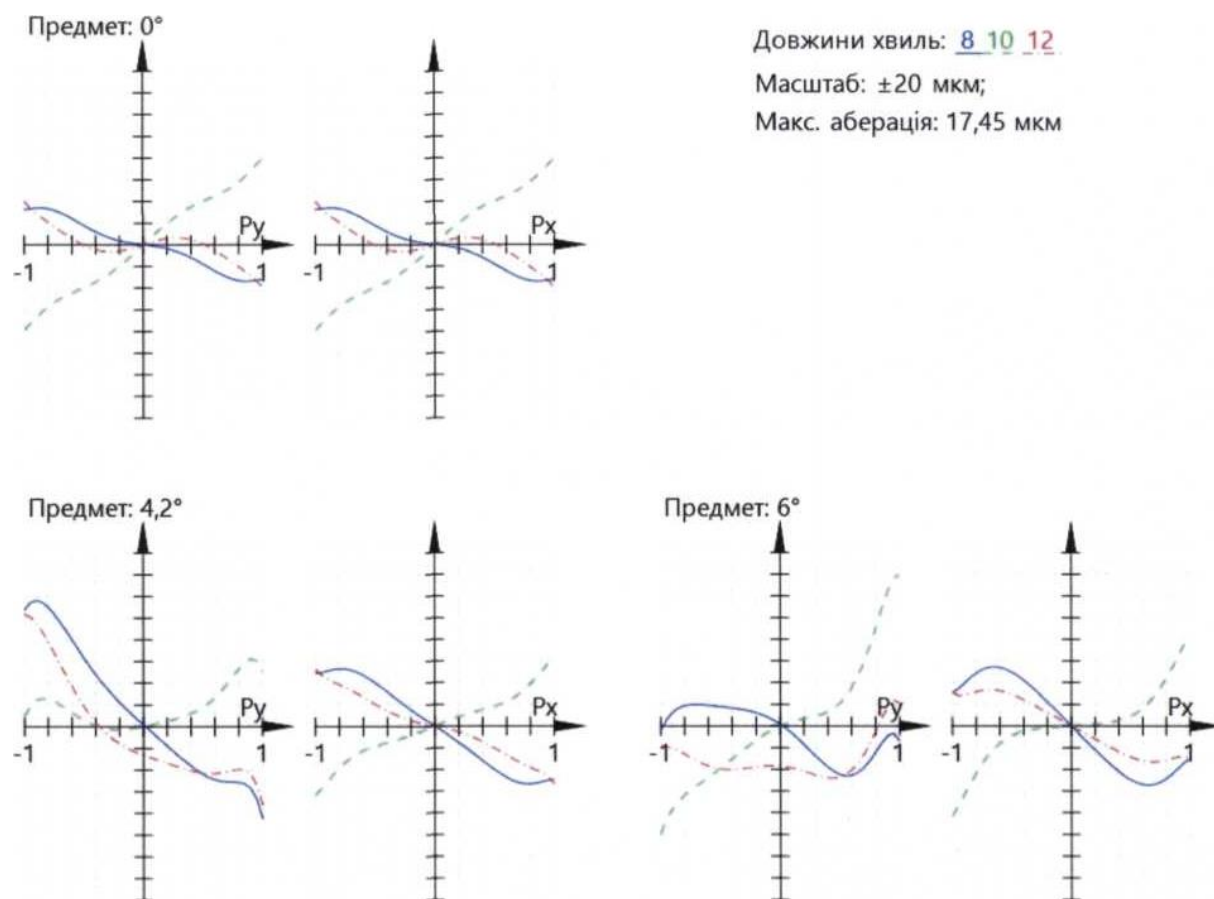 Предмет: 0°
Довжини хвиль: 8 10 12
Масштаб: ±20 мкм;
Макс. аберація: 17,45 мкм
Py
-1
1
Px
-1
1
Предмет: 4,2°
Py
-1
1
Px
-1
1
Предмет: 6°
Py
-1
1
Px
-1
1